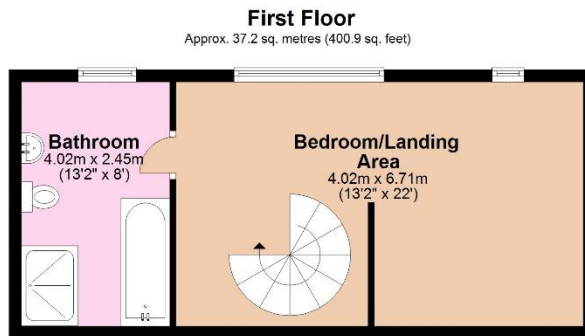 First Floor
Approx. 37.2 sq. metres (400.9 sq. feet)
Bathroom
4.02m x 2.45m
(13'2" x 8')
Bedroom/Landing
Area
4.02m x 6.71m
(13'2" x 22')